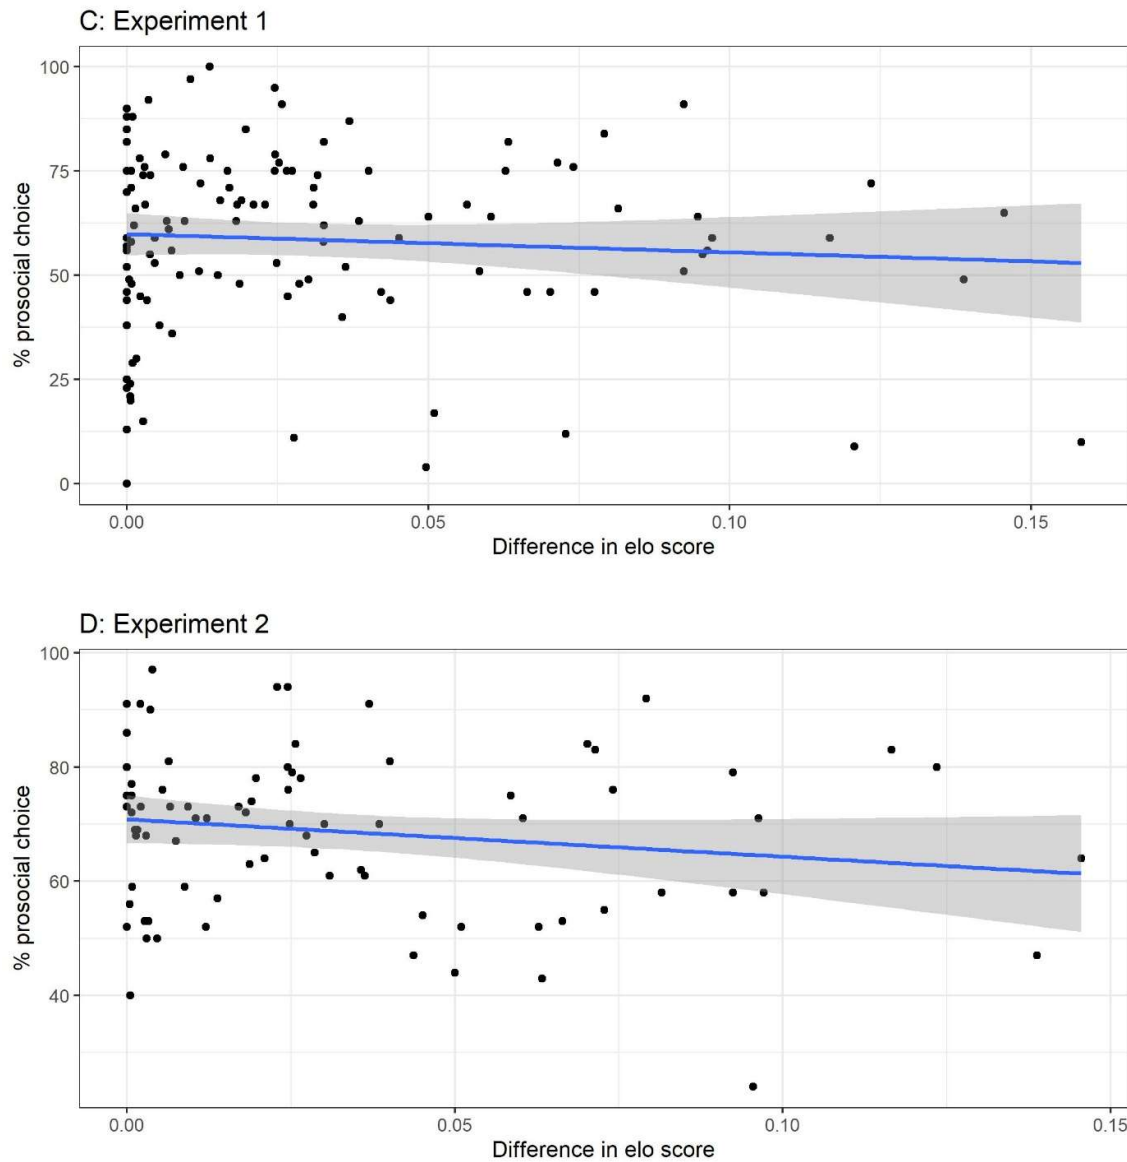 C: Experiment 1
100
75
50
25
0
% prosocial choice
0.00 0.05 0.10 0.15
Difference in elo score
D: Experiment 2
100
80
60
40
% prosocial choice
0.00 0.05 0.10 0.15
Difference in elo score